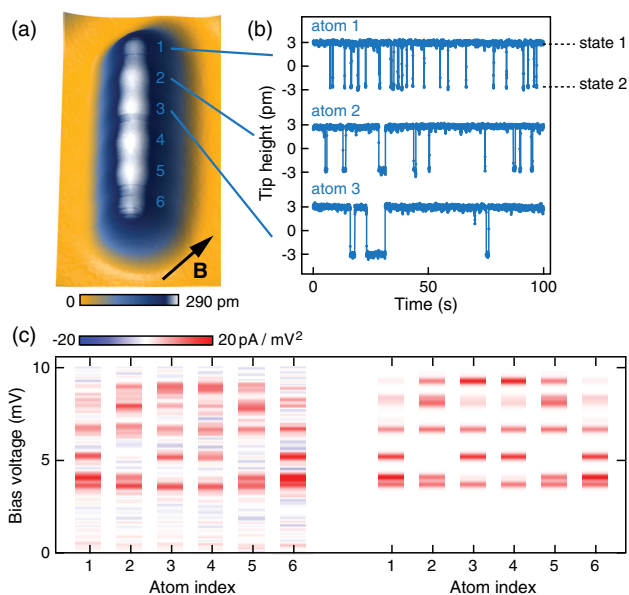 (a)
1
2
3
4
5
6
B
0 290 pm
(b)
atom 1
3
0
-3
state 1
state 2
atom 2
3
0
-3
atom 3
3
0
-3
Tip height (pm)
0 50 100
Time (s)
(c)
-20 20 pA / mV²
10
5
0
Bias voltage (mV)
1 2 3 4 5 6 1 2 3 4 5 6
Atom index Atom index